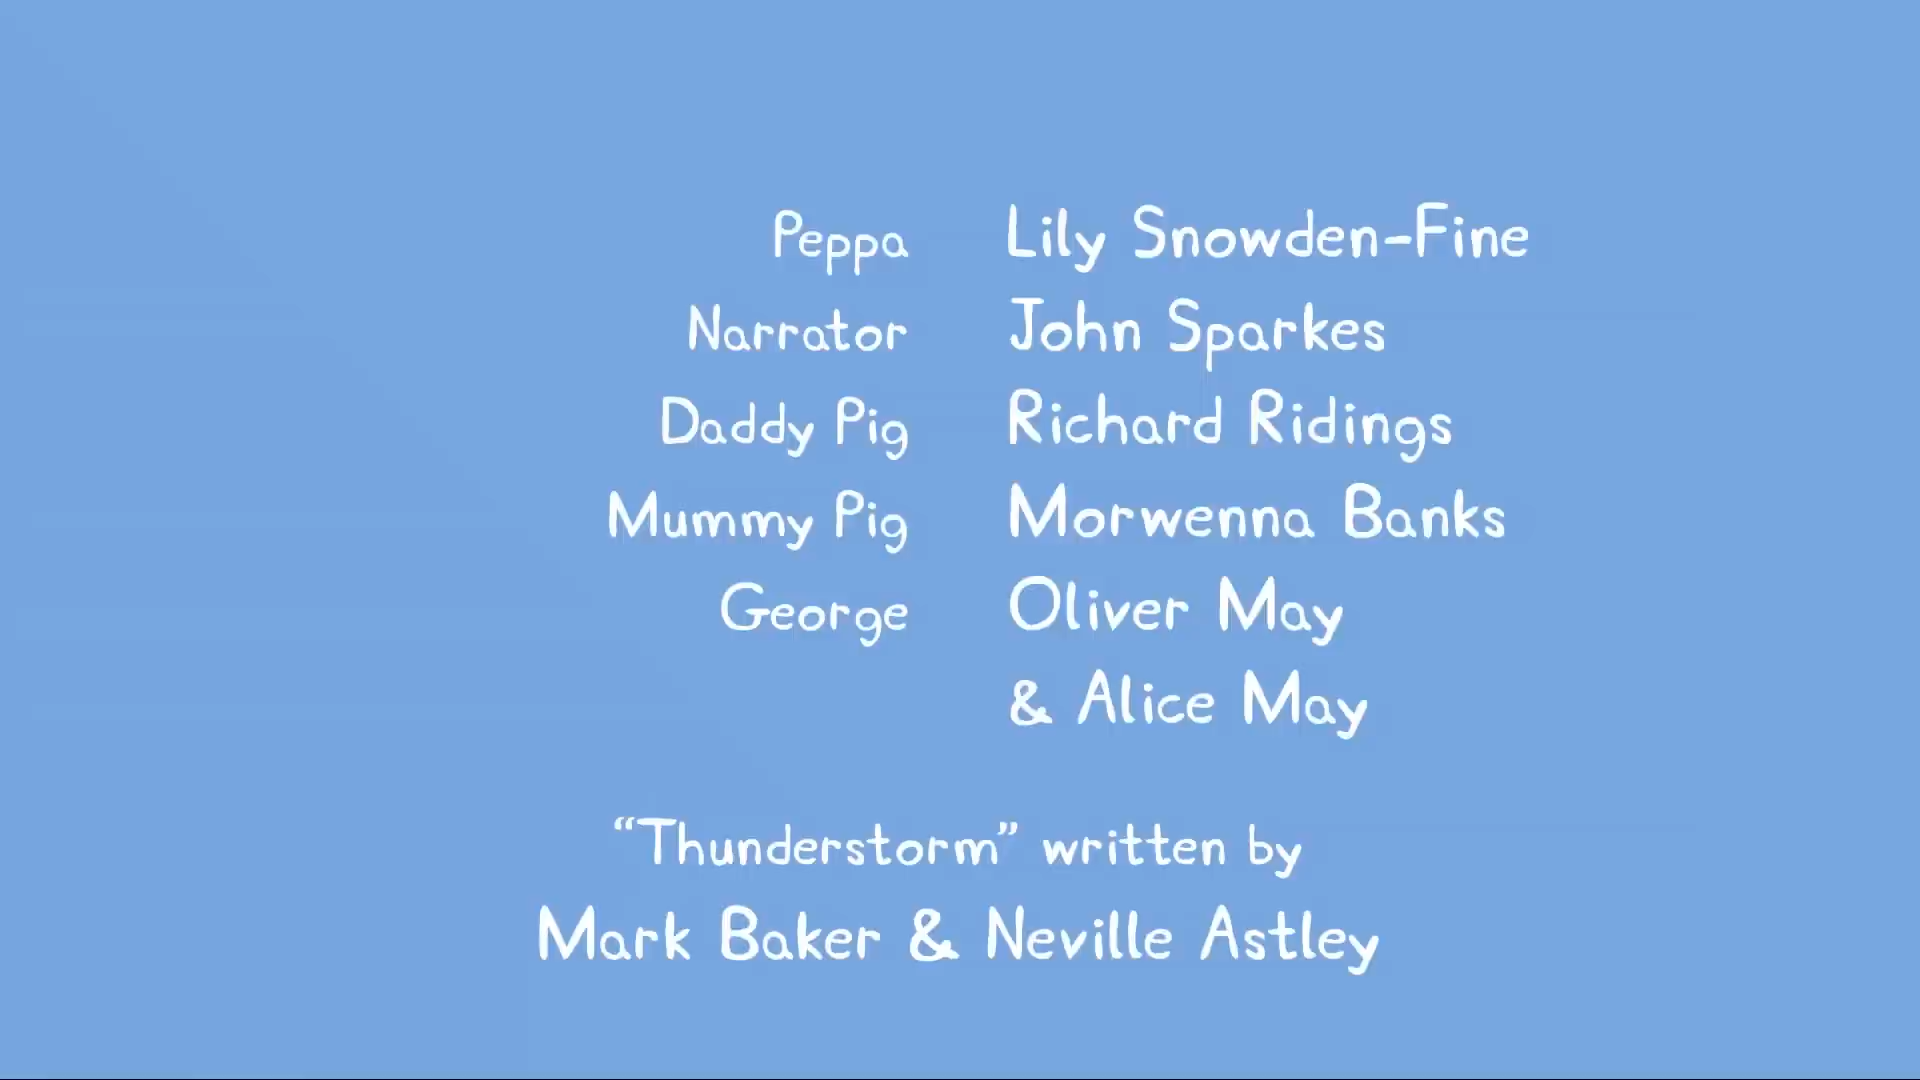 Peppa Lily Snowden-Fine
Narrator John Sparkes
Daddy Pig Richard Ridings
Mummy Pig Morwenna Banks
George Oliver May
& Alice May
“Thunderstorm” written by
Mark Baker & Neville Astley